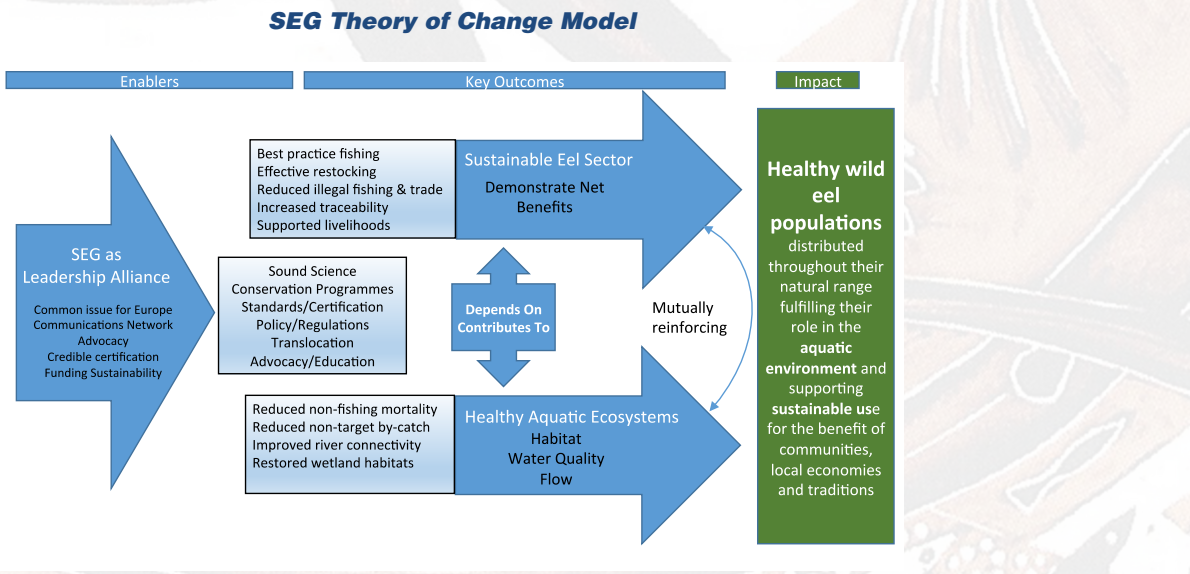 SEG Theory of Change Model
Enablers
Key Outcomes
Impact
SEG as
Leadership Alliance
Common issue for Europe
Communications Network
Advocacy
Credible certification
Funding Sustainability
Best practice fishing
Effective restocking
Reduced illegal fishing & trade
Increased traceability
Supported livelihoods
Sustainable Eel Sector
Demonstrate Net
Benefits
Sound Science
Conservation Programmes
Standards/Certification
Policy/Regulations
Translocation
Advocacy/Education
Depends On
Contributes To
Mutually
reinforcing
Reduced non-fishing mortality
Reduced non-target by-catch
Improved river connectivity
Restored wetland habitats
Healthy Aquatic Ecosystems
Habitat
Water Quality
Flow
Healthy wild
eel
populations
distributed
throughout their
natural range
fulfilling their
role in the
aquatic
environment and
supporting
sustainable use
for the benefit of
communities,
local economies
and traditions